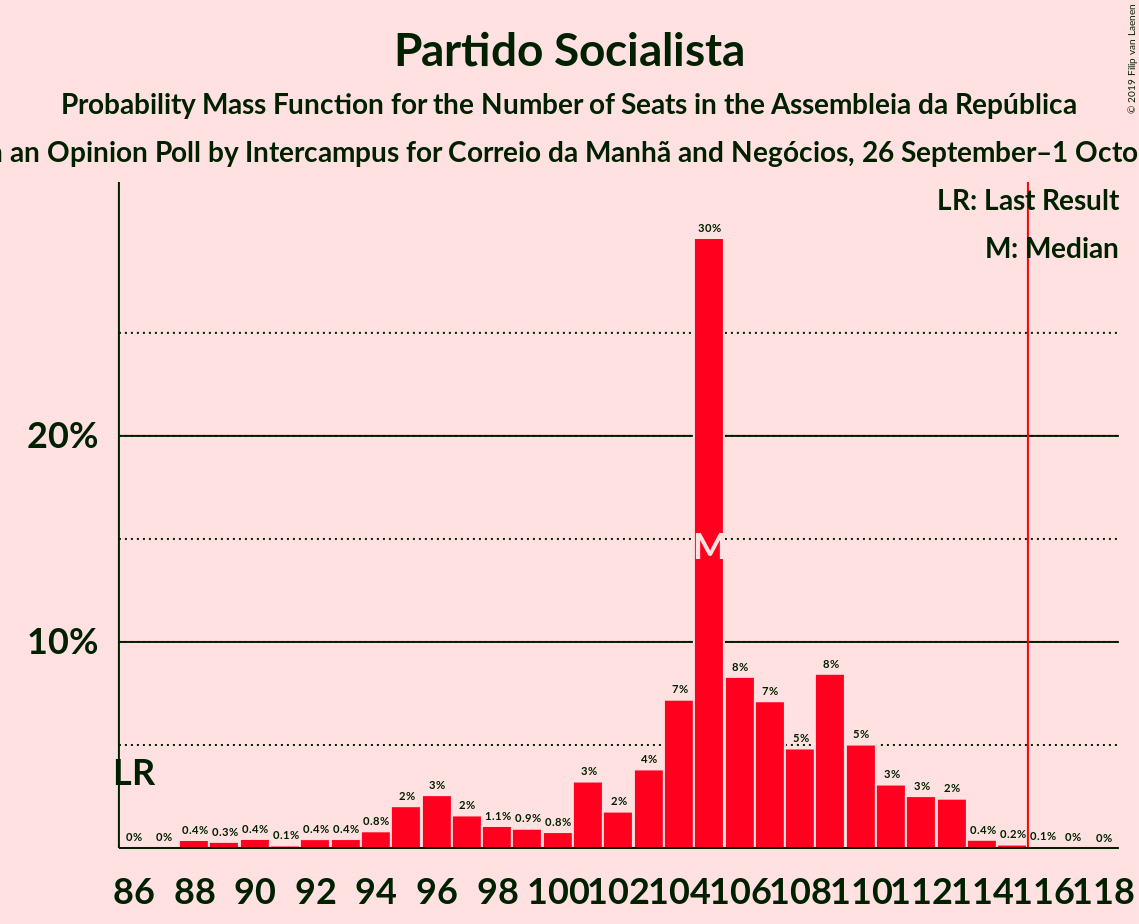 Partido Socialista
Probability Mass Function for the Number of Seats in the Assembleia da República
an Opinion Poll by Intercampus for Correio da Manhã and Negócios, 26 September–1 Octo
© 2019 Filip van Laenen
LR: Last Result
M: Median
20%
10%
30%
M
LR
0% 0% 0.4% 0.3% 0.4% 0.1% 0.4% 0.4% 0.8% 2% 3% 2% 1.1% 0.9% 0.8% 3% 2% 4% 7% 8% 7% 5% 8% 5% 3% 3% 2% 0.4% 0.2% 0.1% 0% 0%
86 88 90 92 94 96 98 100 102 104 106 108 110 112 114 116 118